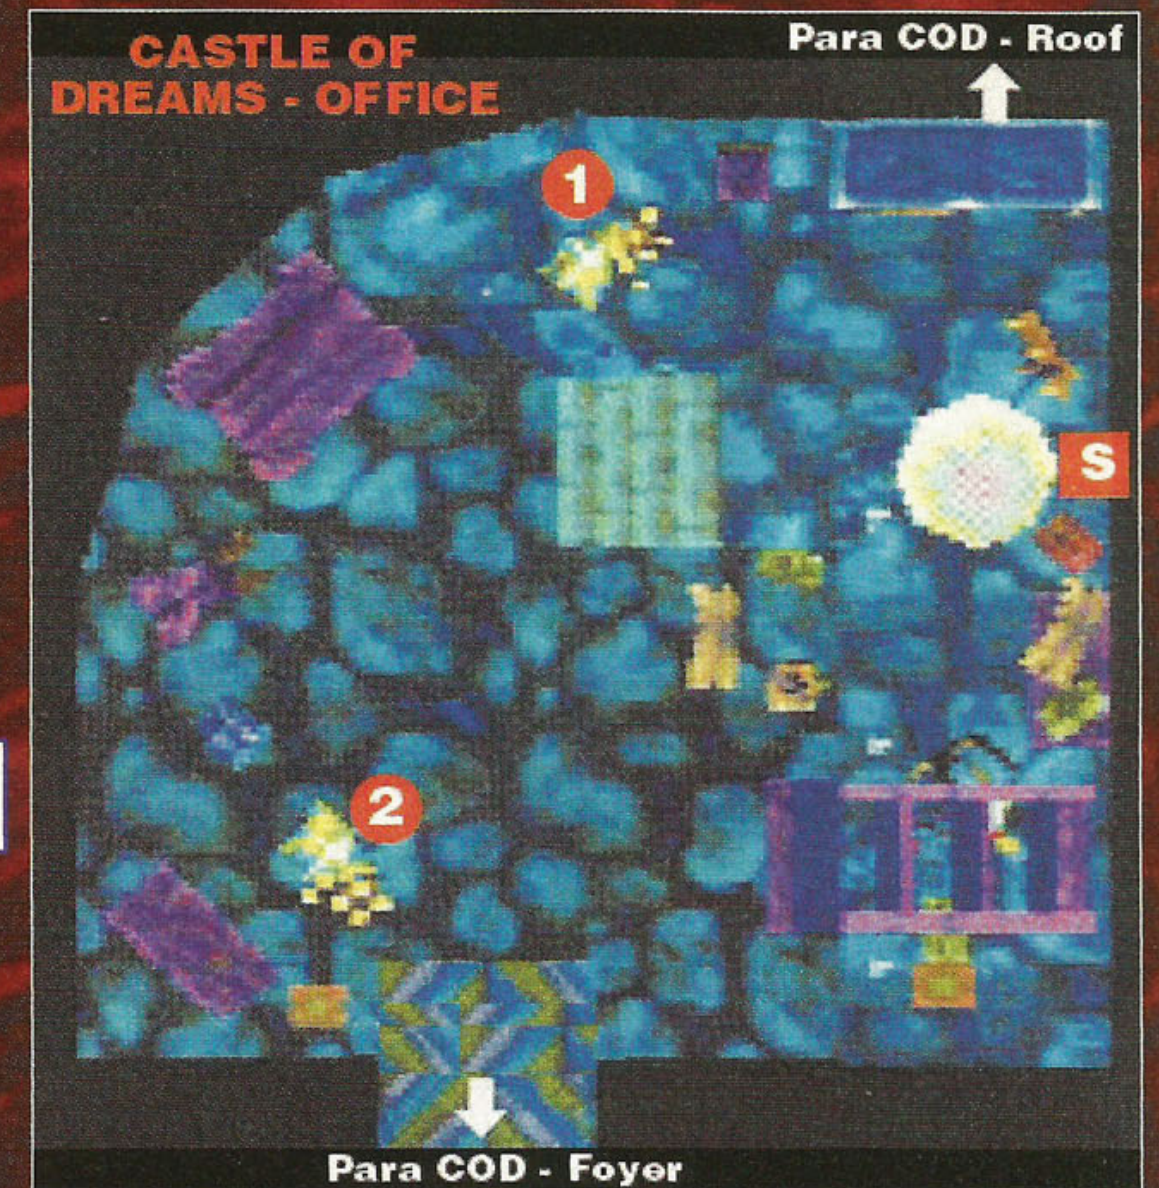 Para COD - Roof
CASTLE OF
DREAMS - OFFICE
1
S
2
Para COD - Foyer